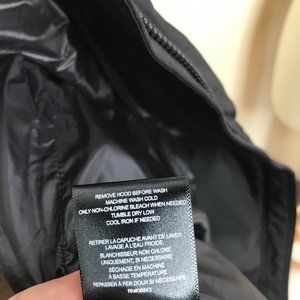 REMOVE HOOD BEFORE WASH
MACHINE WASH COLD
ONLY NON-CHLORINE BLEACH WHEN NEEDED
TUMBLE DRY LOW
COOL IRON IF NEEDED
RETIRER LA CAPUCHE AVANT DE LAVER
LAVAGE À L'EAU FROIDE.
BLANCHISSEUR NON CHLORE
UNIQUEMENT, SI NÉCESSAIRE
SÉCHAGE EN MACHINE
A BASSE TEMPÉRATURE
REPASSER À FER DOUX SI NÉCESSAIRE